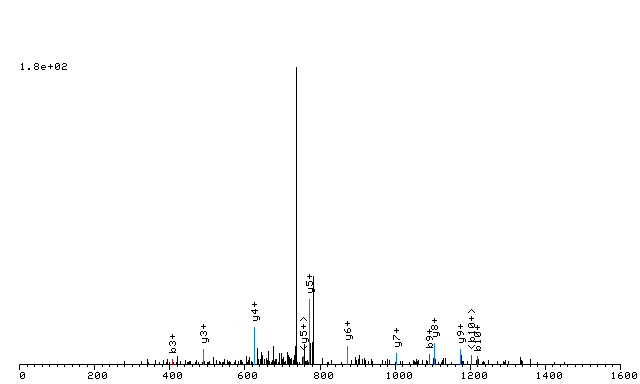 1.8e+02
b3+
y3+
y4+
<y5+>
y5+
y6+
y7+
b9+
y8+
y9+
<b10+>
b10+
0
200
400
600
800
1000
1200
1400
1600